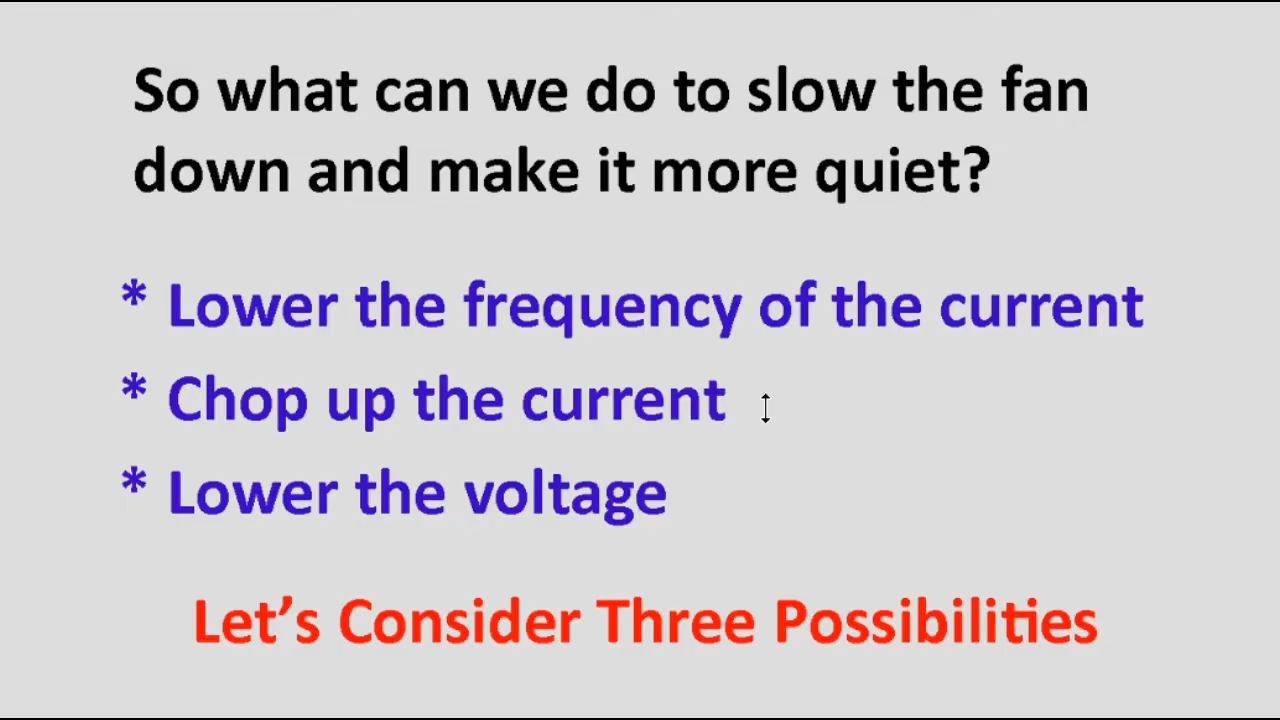 So what can we do to slow the fan
down and make it more quiet?
* Lower the frequency of the current
* Chop up the current
* Lower the voltage
Let’s Consider Three Possibilities